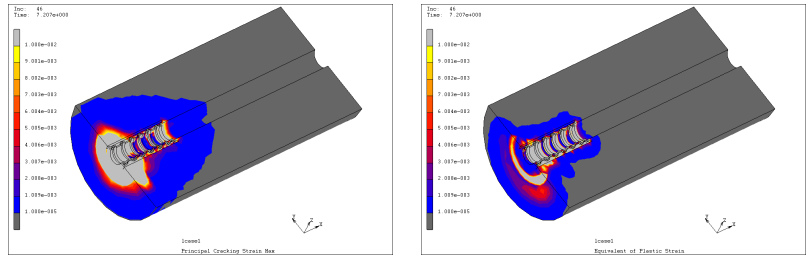 Inc: 46
Time: 7.207e+000
1.000e-002
9.001e-003
8.002e-003
7.003e-003
6.004e-003
5.005e-003
4.006e-003
3.007e-003
2.008e-003
1.009e-003
1.000e-005
lcase1
Principal Cracking Strain Max
Z
X
Inc: 46
Time: 7.207e+000
1.000e-002
9.001e-003
8.002e-003
7.003e-003
6.004e-003
5.005e-003
4.006e-003
3.007e-003
2.008e-003
1.009e-003
1.000e-005
lcase1
Equivalent of Plastic Strain
Z
X